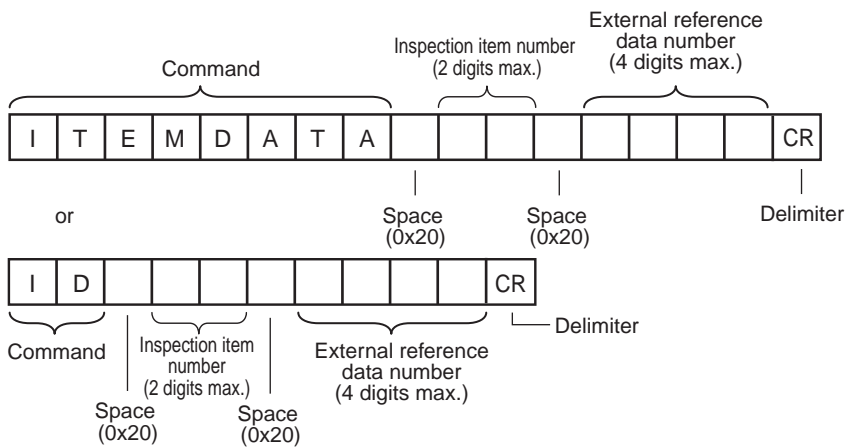 Command
Inspection item number
(2 digits max.)
External reference
data number
(4 digits max.)
I T E M D A T A CR
or
Space
(0x20)
Space
(0x20)
Delimiter
I D CR
Delimiter
Command
Inspection item
number
(2 digits max.)
External reference
data number
(4 digits max.)
Space
(0x20)
Space
(0x20)